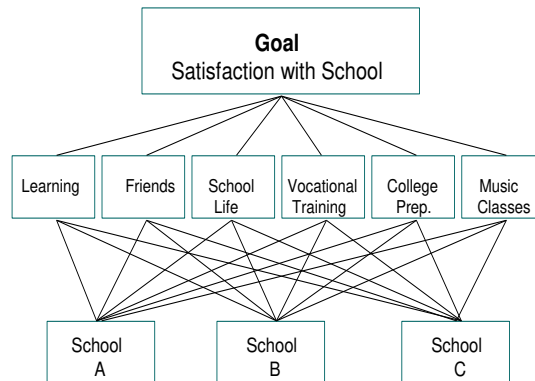 Goal
Satisfaction with School
Learning
Friends
School
Life
Vocational
Training
College
Prep.
Music
Classes
School
A
School
B
School
C